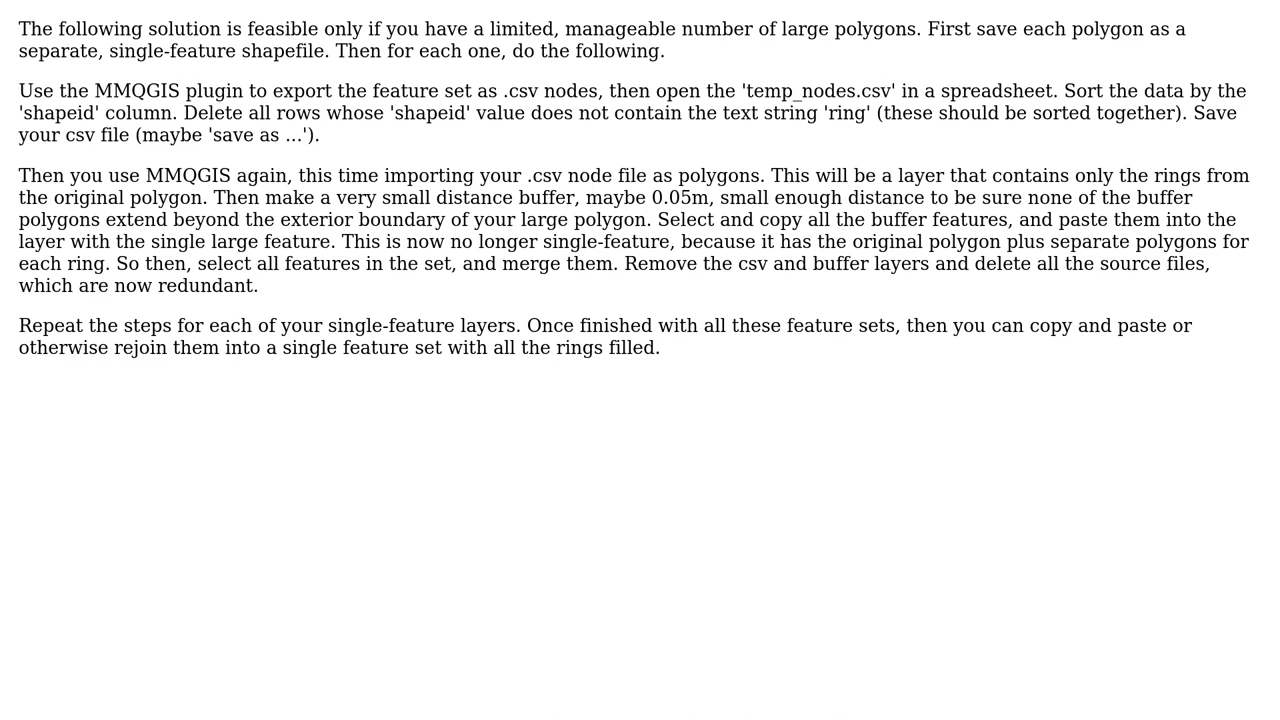 The following solution is feasible only if you have a limited, manageable number of large polygons. First save each polygon as a
separate, single-feature shapefile. Then for each one, do the following.
Use the MMQGIS plugin to export the feature set as .csv nodes, then open the 'temp_nodes.csv' in a spreadsheet. Sort the data by the
'shapeid' column. Delete all rows whose 'shapeid' value does not contain the text string 'ring' (these should be sorted together). Save
your csv file (maybe 'save as ...').
Then you use MMQGIS again, this time importing your .csv node file as polygons. This will be a layer that contains only the rings from
the original polygon. Then make a very small distance buffer, maybe 0.05m, small enough distance to be sure none of the buffer
polygons extend beyond the exterior boundary of your large polygon. Select and copy all the buffer features, and paste them into the
layer with the single large feature. This is now no longer single-feature, because it has the original polygon plus separate polygons for
each ring. So then, select all features in the set, and merge them. Remove the csv and buffer layers and delete all the source files,
which are now redundant.
Repeat the steps for each of your single-feature layers. Once finished with all these feature sets, then you can copy and paste or
otherwise rejoin them into a single feature set with all the rings filled.